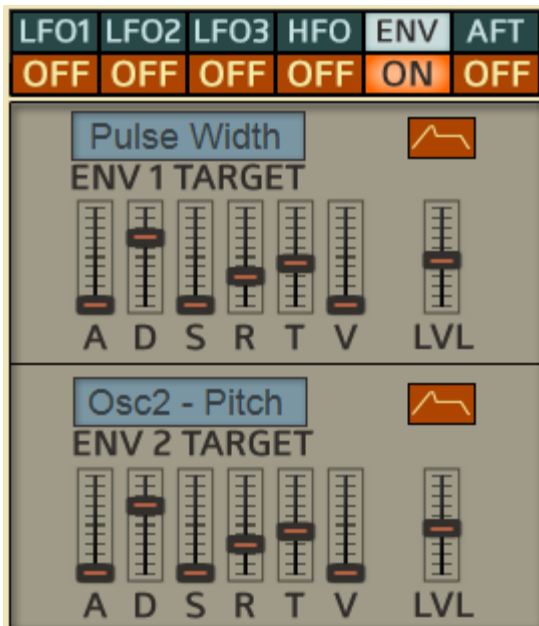 LFO1 LFO2 LFO3 HFO ENV AFT
OFF OFF OFF OFF ON OFF
Pulse Width
ENV 1 TARGET
A D S R T V LVL
Osc2 - Pitch
ENV 2 TARGET
A D S R T V LVL